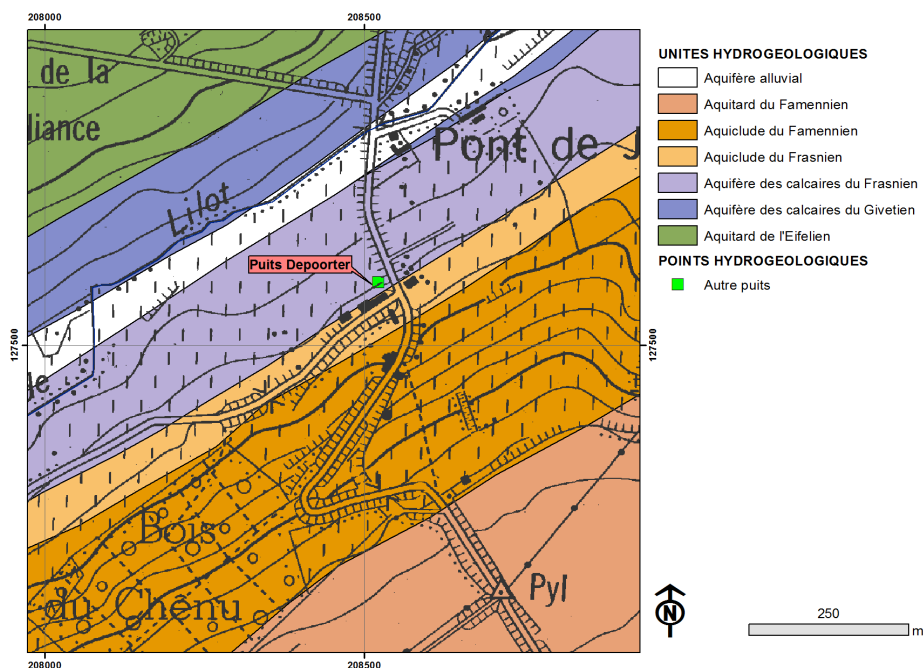 208000
208500
de la
liance
Pont de J
Lilot
Puits Depoorter
127500
127500
Bois
du Chênu
Pyl
208000
208500
UNITES HYDROGEOLOGIQUES
Aquifère alluvial
Aquitard du Famennien
Aquiclude du Famennien
Aquiclude du Frasnien
Aquifère des calcaires du Frasnien
Aquifère des calcaires du Givetien
Aquitard de l'Eifelien
POINTS HYDROGEOLOGIQUES
Autre puits
N
250
m